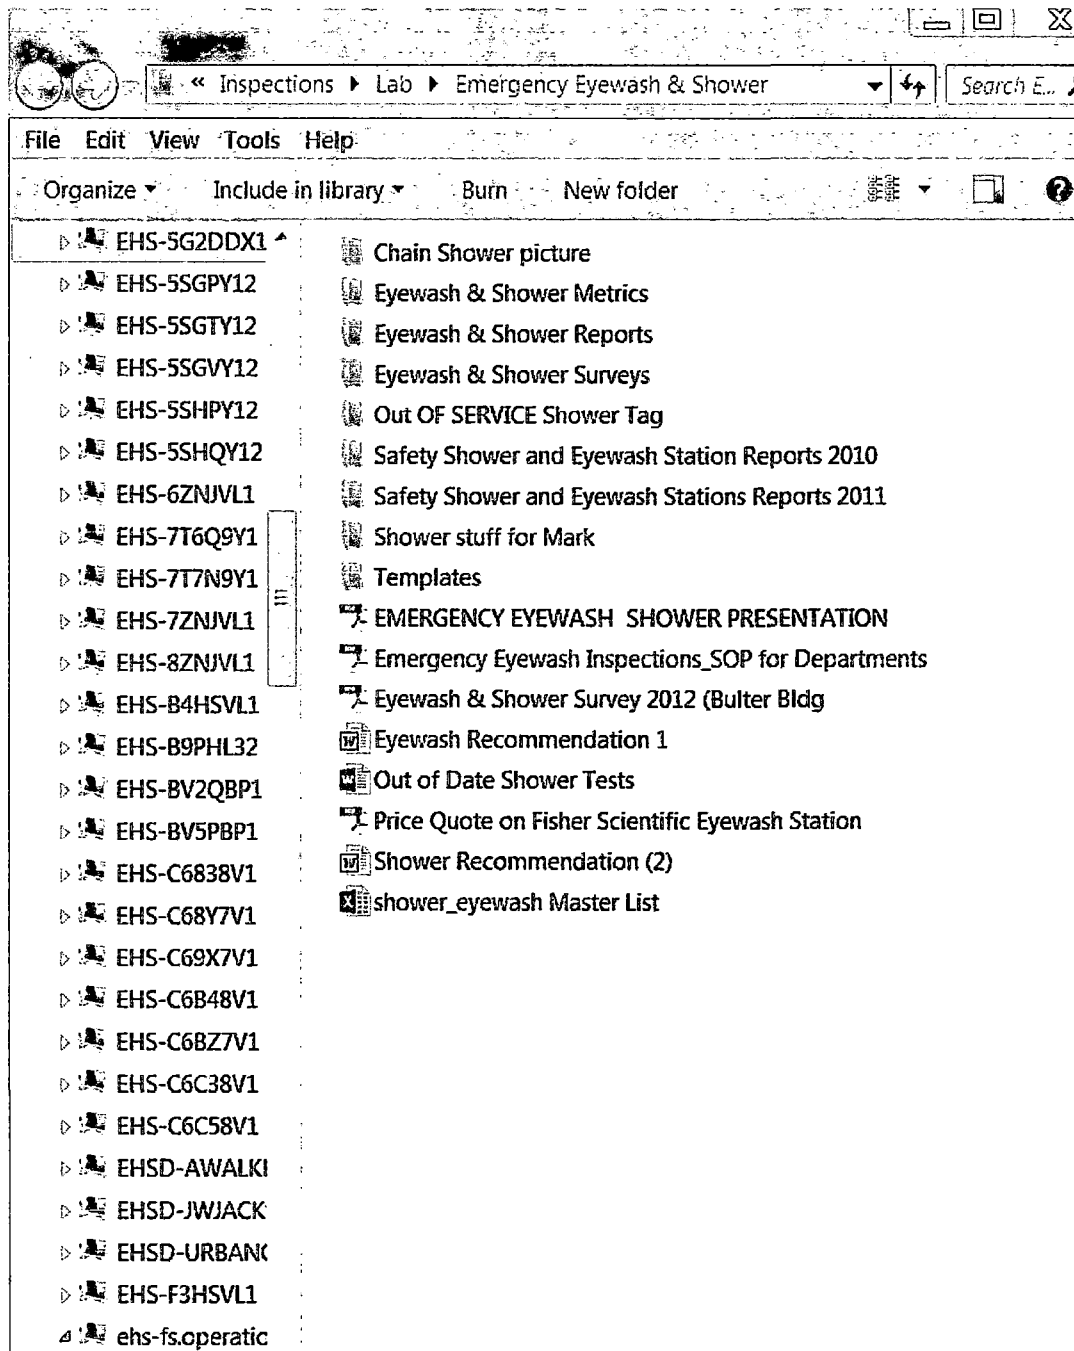 « Inspections ▸ Lab ▸ Emergency Eyewash & Shower
Search E...
File Edit View Tools Help
Organize Include in library Burn New folder
EHS-5G2DDX1
EHS-5SGPY12
EHS-5SGTY12
EHS-5SGVY12
EHS-5SHPY12
EHS-5SHQY12
EHS-6ZNJVL1
EHS-7T6Q9Y1
EHS-7T7N9Y1
EHS-7ZNJVL1
EHS-8ZNJVL1
EHS-B4HSVL1
EHS-B9PHL32
EHS-BV2QBP1
EHS-BV5PBP1
EHS-C6838V1
EHS-C68Y7V1
EHS-C69X7V1
EHS-C6B48V1
EHS-C6BZ7V1
EHS-C6C38V1
EHS-C6C58V1
EHSD-AWALKI
EHSD-JWJACK
EHSD-URBAN
EHS-F3HSVL1
ehs-fs.operatic
Chain Shower picture
Eyewash & Shower Metrics
Eyewash & Shower Reports
Eyewash & Shower Surveys
Out OF SERVICE Shower Tag
Safety Shower and Eyewash Station Reports 2010
Safety Shower and Eyewash Stations Reports 2011
Shower stuff for Mark
Templates
EMERGENCY EYEWASH SHOWER PRESENTATION
Emergency Eyewash Inspections_SOP for Departments
Eyewash & Shower Survey 2012 (Bulter Bldg
Eyewash Recommendation 1
Out of Date Shower Tests
Price Quote on Fisher Scientific Eyewash Station
Shower Recommendation (2)
shower_eyewash Master List